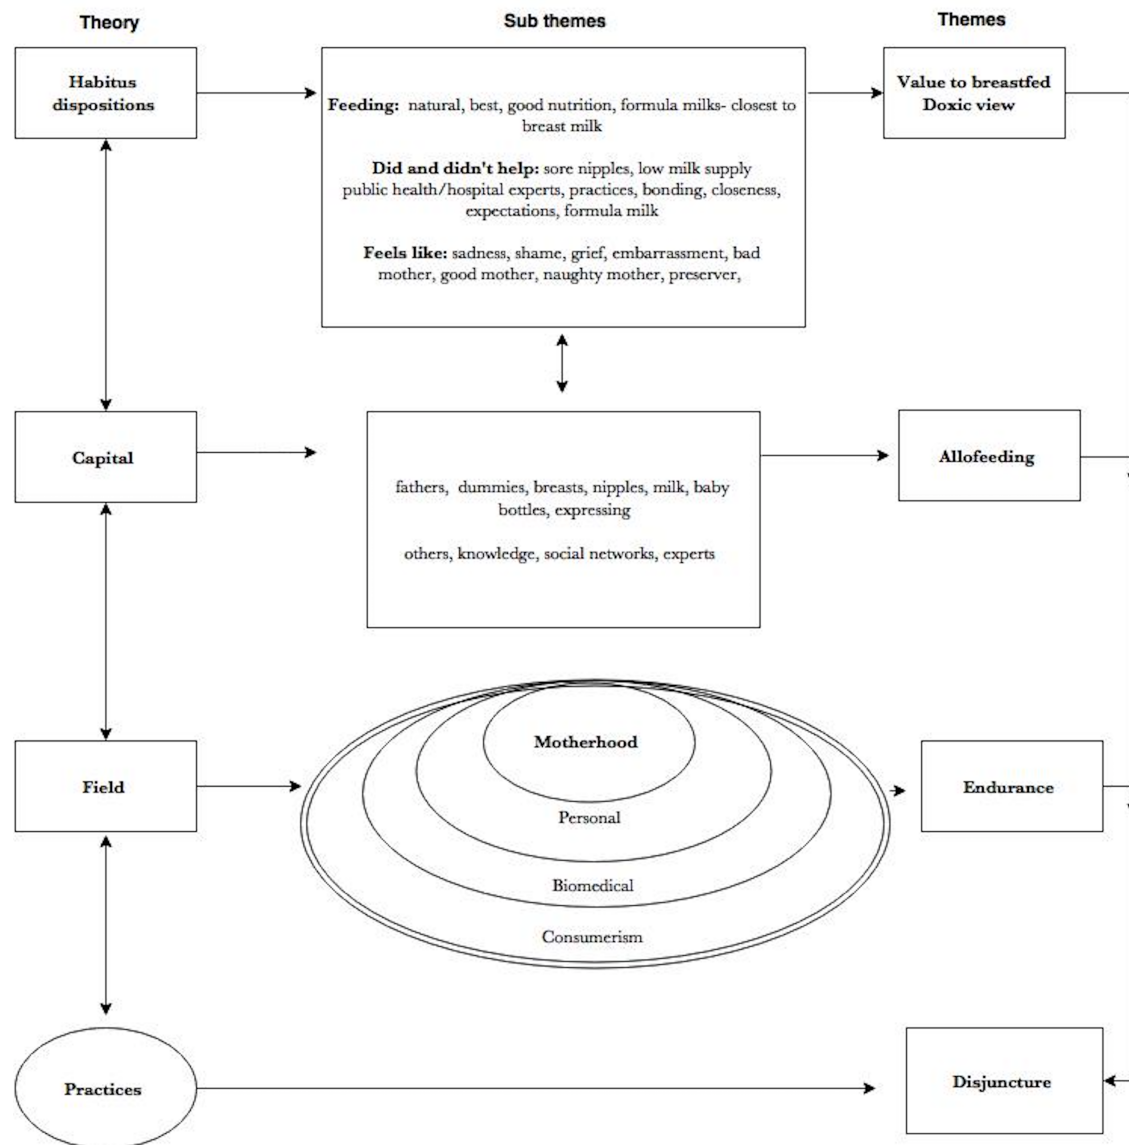 Theory
Sub themes
Themes
Habitus
dispositions
Feeding: natural, best, good nutrition, formula milks- closest to
breast milk
Did and didn't help: sore nipples, low milk supply
public health/hospital experts, practices, bonding, closeness,
expectations, formula milk
Feels like: sadness, shame, grief, embarrassment, bad
mother, good mother, naughty mother, preserver,
Value to breastfed
Doxic view
Capital
fathers, dummies, breasts, nipples, milk, baby
bottles, expressing
others, knowledge, social networks, experts
Allofeeding
Field
Motherhood
Personal
Biomedical
Consumerism
Endurance
Practices
Disjuncture